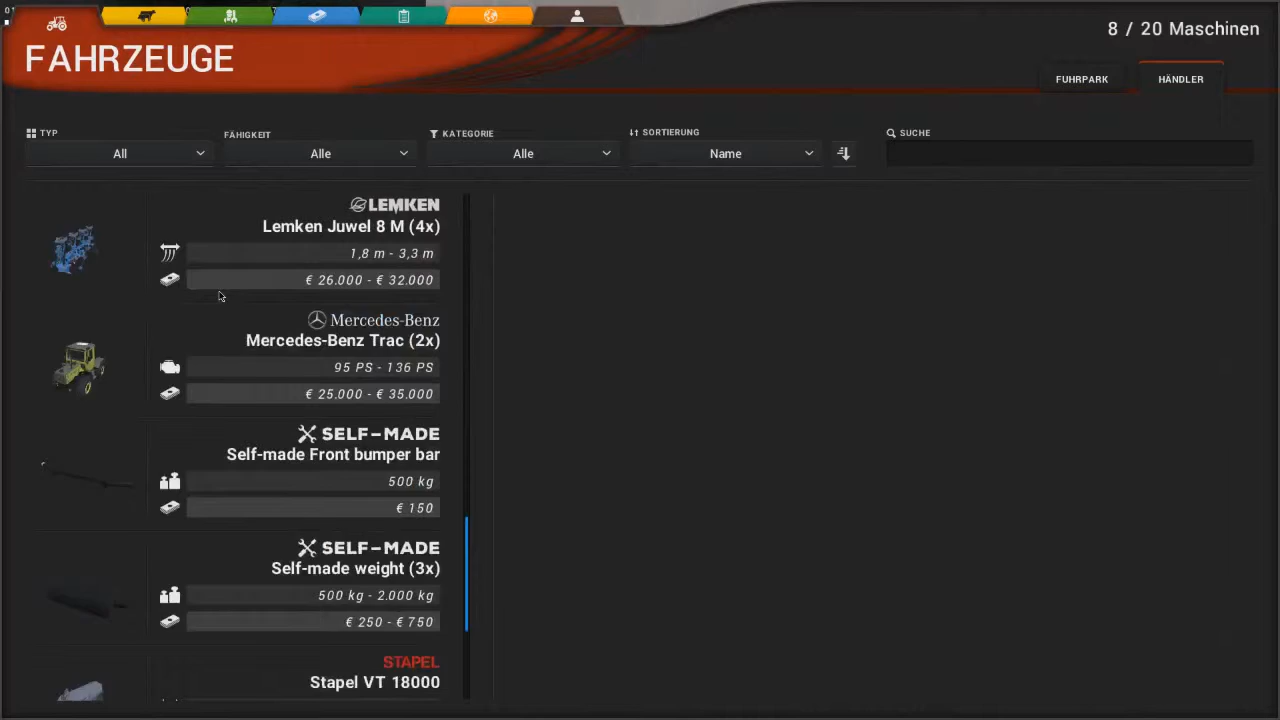 8 / 20 Maschinen
FAHRZEUGE
FUHRPARK
HÄNDLER
TYP
FÄHIGKEIT
KATEGORIE
SORTIERUNG
SUCHE
All
Alle
Alle
Name
LEMKEN
Lemken Juwel 8 M (4x)
1,8 m - 3,3 m
€ 26.000 - € 32.000
Mercedes-Benz
Mercedes-Benz Trac (2x)
95 PS - 136 PS
€ 25.000 - € 35.000
SELF-MADE
Self-made Front bumper bar
500 kg
€ 150
SELF-MADE
Self-made weight (3x)
500 kg - 2.000 kg
€ 250 - € 750
STAPEL
Stapel VT 18000